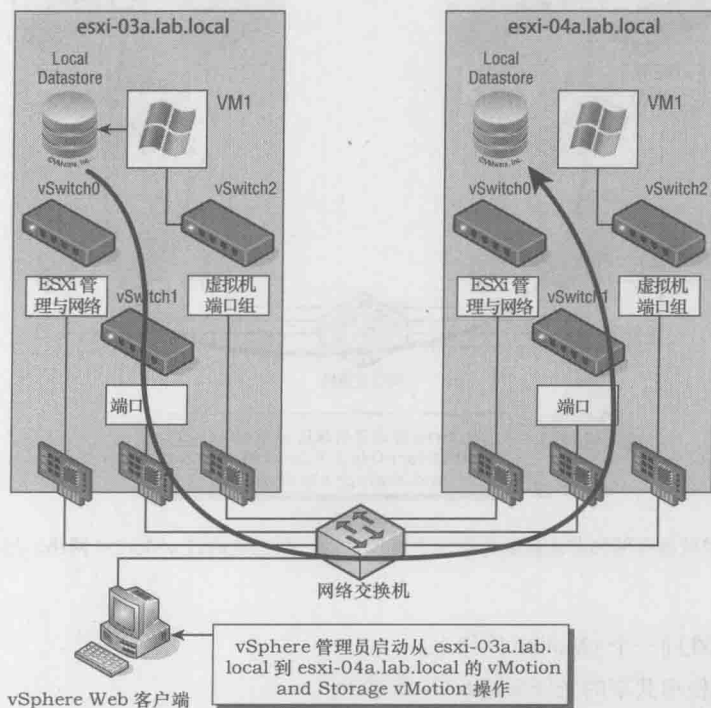 esxi-03a.lab.local
Local
Datastore
VM1
©VMware, Inc.
vSwitch0
vSwitch2
ESXi 管
理与网络
虚拟机
端口组
vSwitch1
端口
esxi-04a.lab.local
Local
Datastore
VM1
©VMware, Inc.
vSwitch0
vSwitch2
ESXi 管
理与网络
虚拟机
端口组
vSwitch1
端口
网络交换机
vSphere Web 客户端
vSphere 管理员启动从 esxi-03a.lab.
local 到 esxi-04a.lab.local 的 vMotion
and Storage vMotion 操作